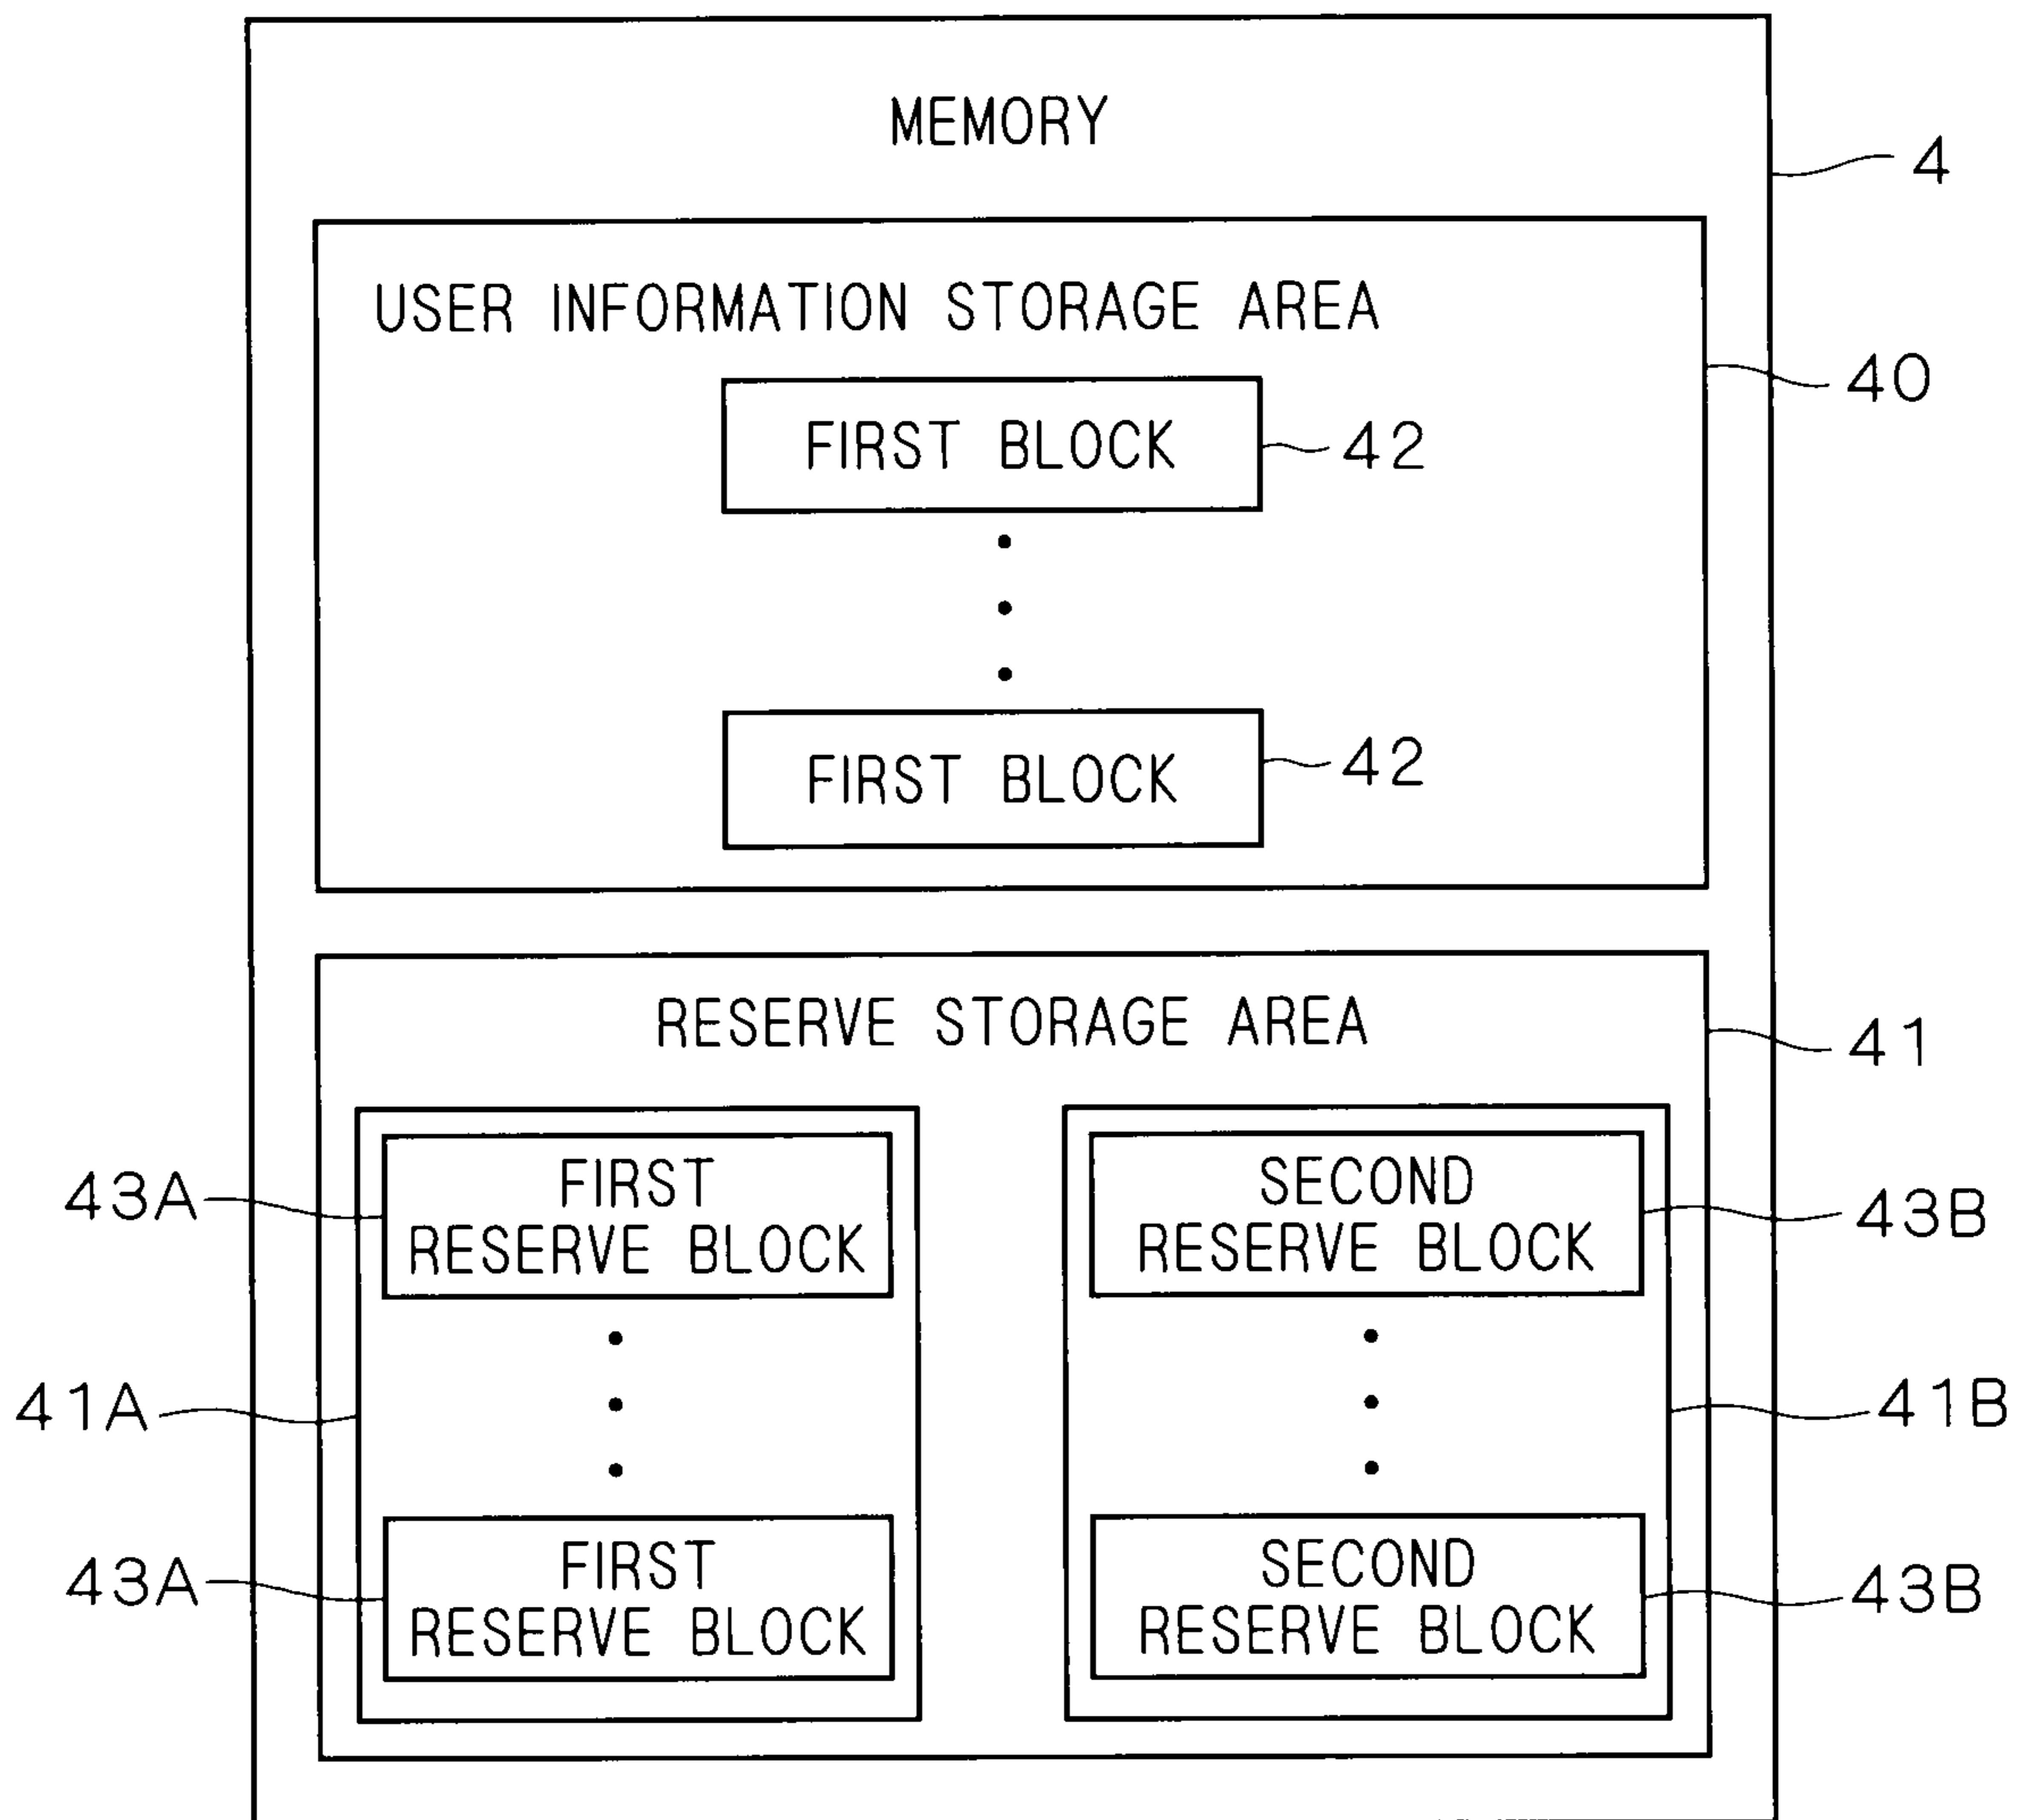 MEMORY
4
USER INFORMATION STORAGE AREA
40
FIRST BLOCK
42
FIRST BLOCK
42
RESERVE STORAGE AREA
41
43A
FIRST
RESERVE BLOCK
SECOND
RESERVE BLOCK
43B
41A
41B
43A
FIRST
RESERVE BLOCK
SECOND
RESERVE BLOCK
43B